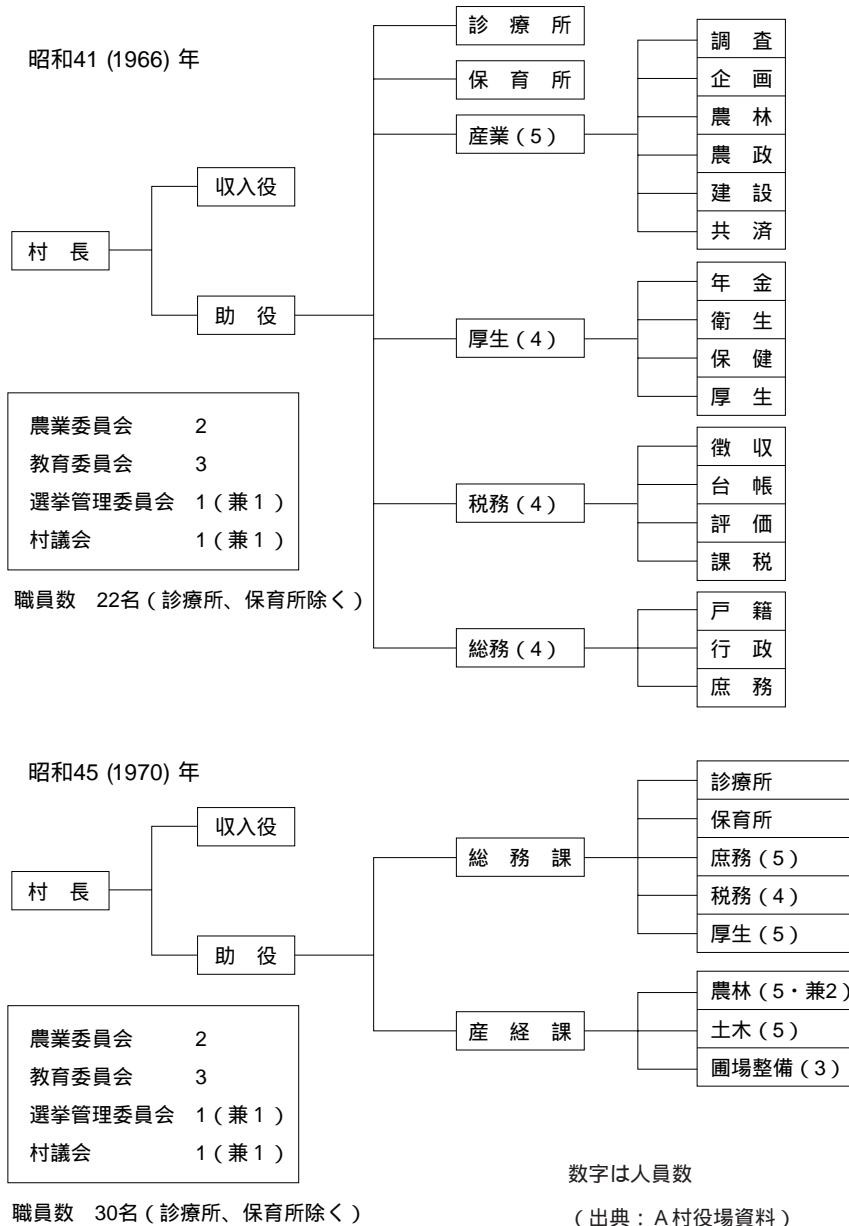 昭和41 (1966) 年
村 長
収入役
助 役
診 療 所
保 育 所
産業（5）
調 査
企 画
農 林
農 政
建 設
共 済
厚生（4）
年 金
衛 生
保 健
厚 生
税務（4）
徴 収
台 帳
評 価
課 税
総務（4）
戸 籍
行 政
庶 務
農業委員会 2
教育委員会 3
選挙管理委員会 1（兼1）
村議会 1（兼1）
職員数 22名（診療所、保育所除く）
昭和45 (1970) 年
村 長
収入役
助 役
総 務 課
診療所
保育所
庶務（5）
税務（4）
厚生（5）
産 経 課
農林（5・兼2）
土木（5）
圃場整備（3）
農業委員会 2
教育委員会 3
選挙管理委員会 1（兼1）
村議会 1（兼1）
職員数 30名（診療所、保育所除く）
数字は人員数
（出典：A村役場資料）